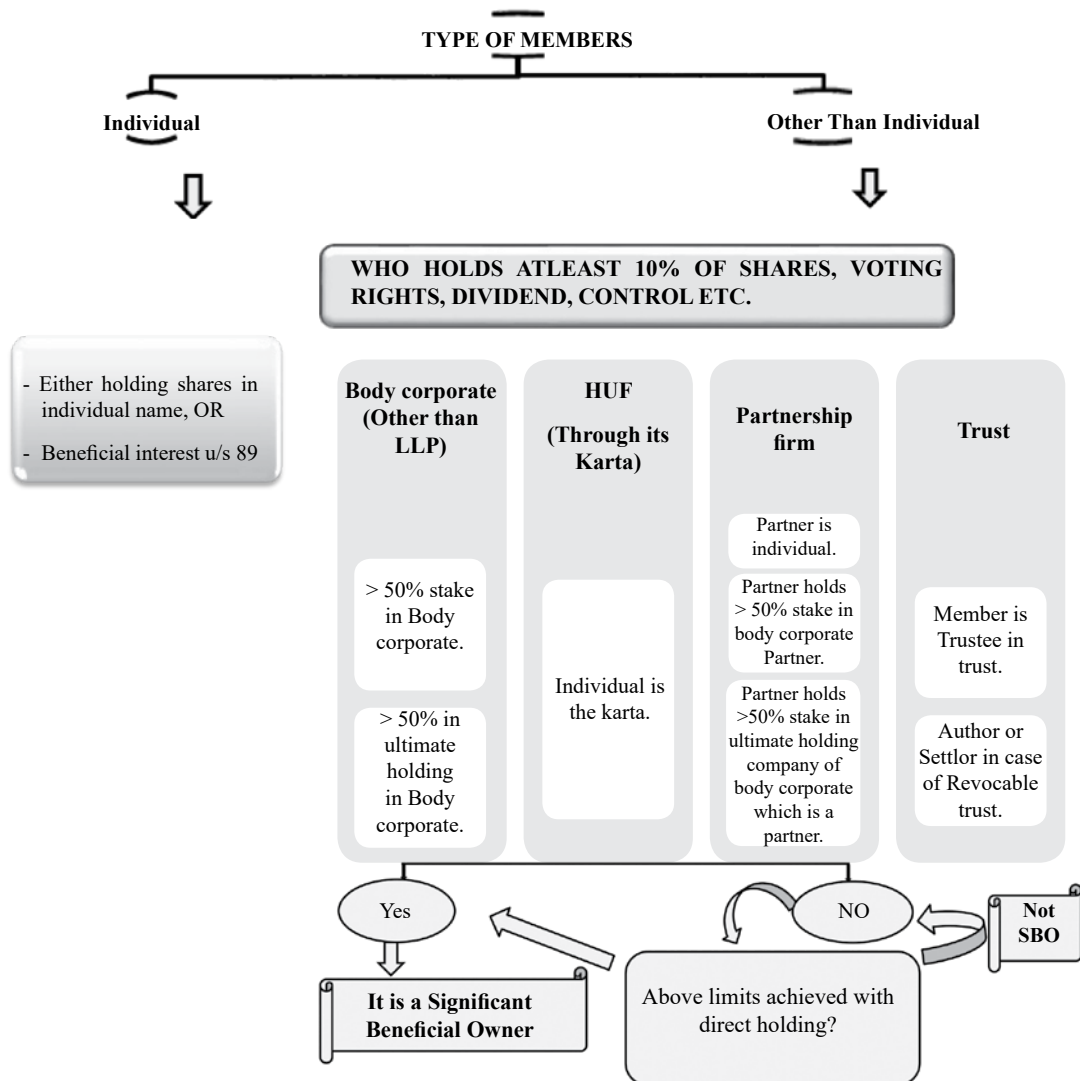 TYPE OF MEMBERS
Individual
Other Than Individual
WHO HOLDS ATLEAST 10% OF SHARES, VOTING
RIGHTS, DIVIDEND, CONTROL ETC.
- Either holding shares in
individual name, OR
- Beneficial interest u/s 89
Body corporate
(Other than
LLP)
> 50% stake
in Body
corporate.
> 50% in
ultimate
holding
in Body
corporate.
HUF
(Through its
Karta)
Individual is
the karta.
Partnership
firm
Partner is
individual.
Partner holds
> 50% stake in
body corporate
Partner.
Partner holds
>50% stake in
ultimate holding
company of
body corporate
which is a
partner.
Trust
Member is
Trustee in
trust.
Author or
Settlor in case
of Revocable
trust.
Yes
NO
Not
SBO
It is a Significant
Beneficial Owner
Above limits achieved with
direct holding?